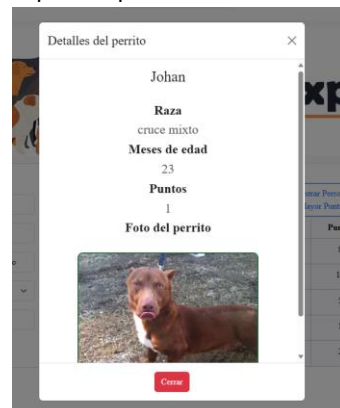 Detalles del perrito
Johan
Raza
cruce mixto
Meses de edad
23
Puntos
1
Foto del perrito
Cerrar